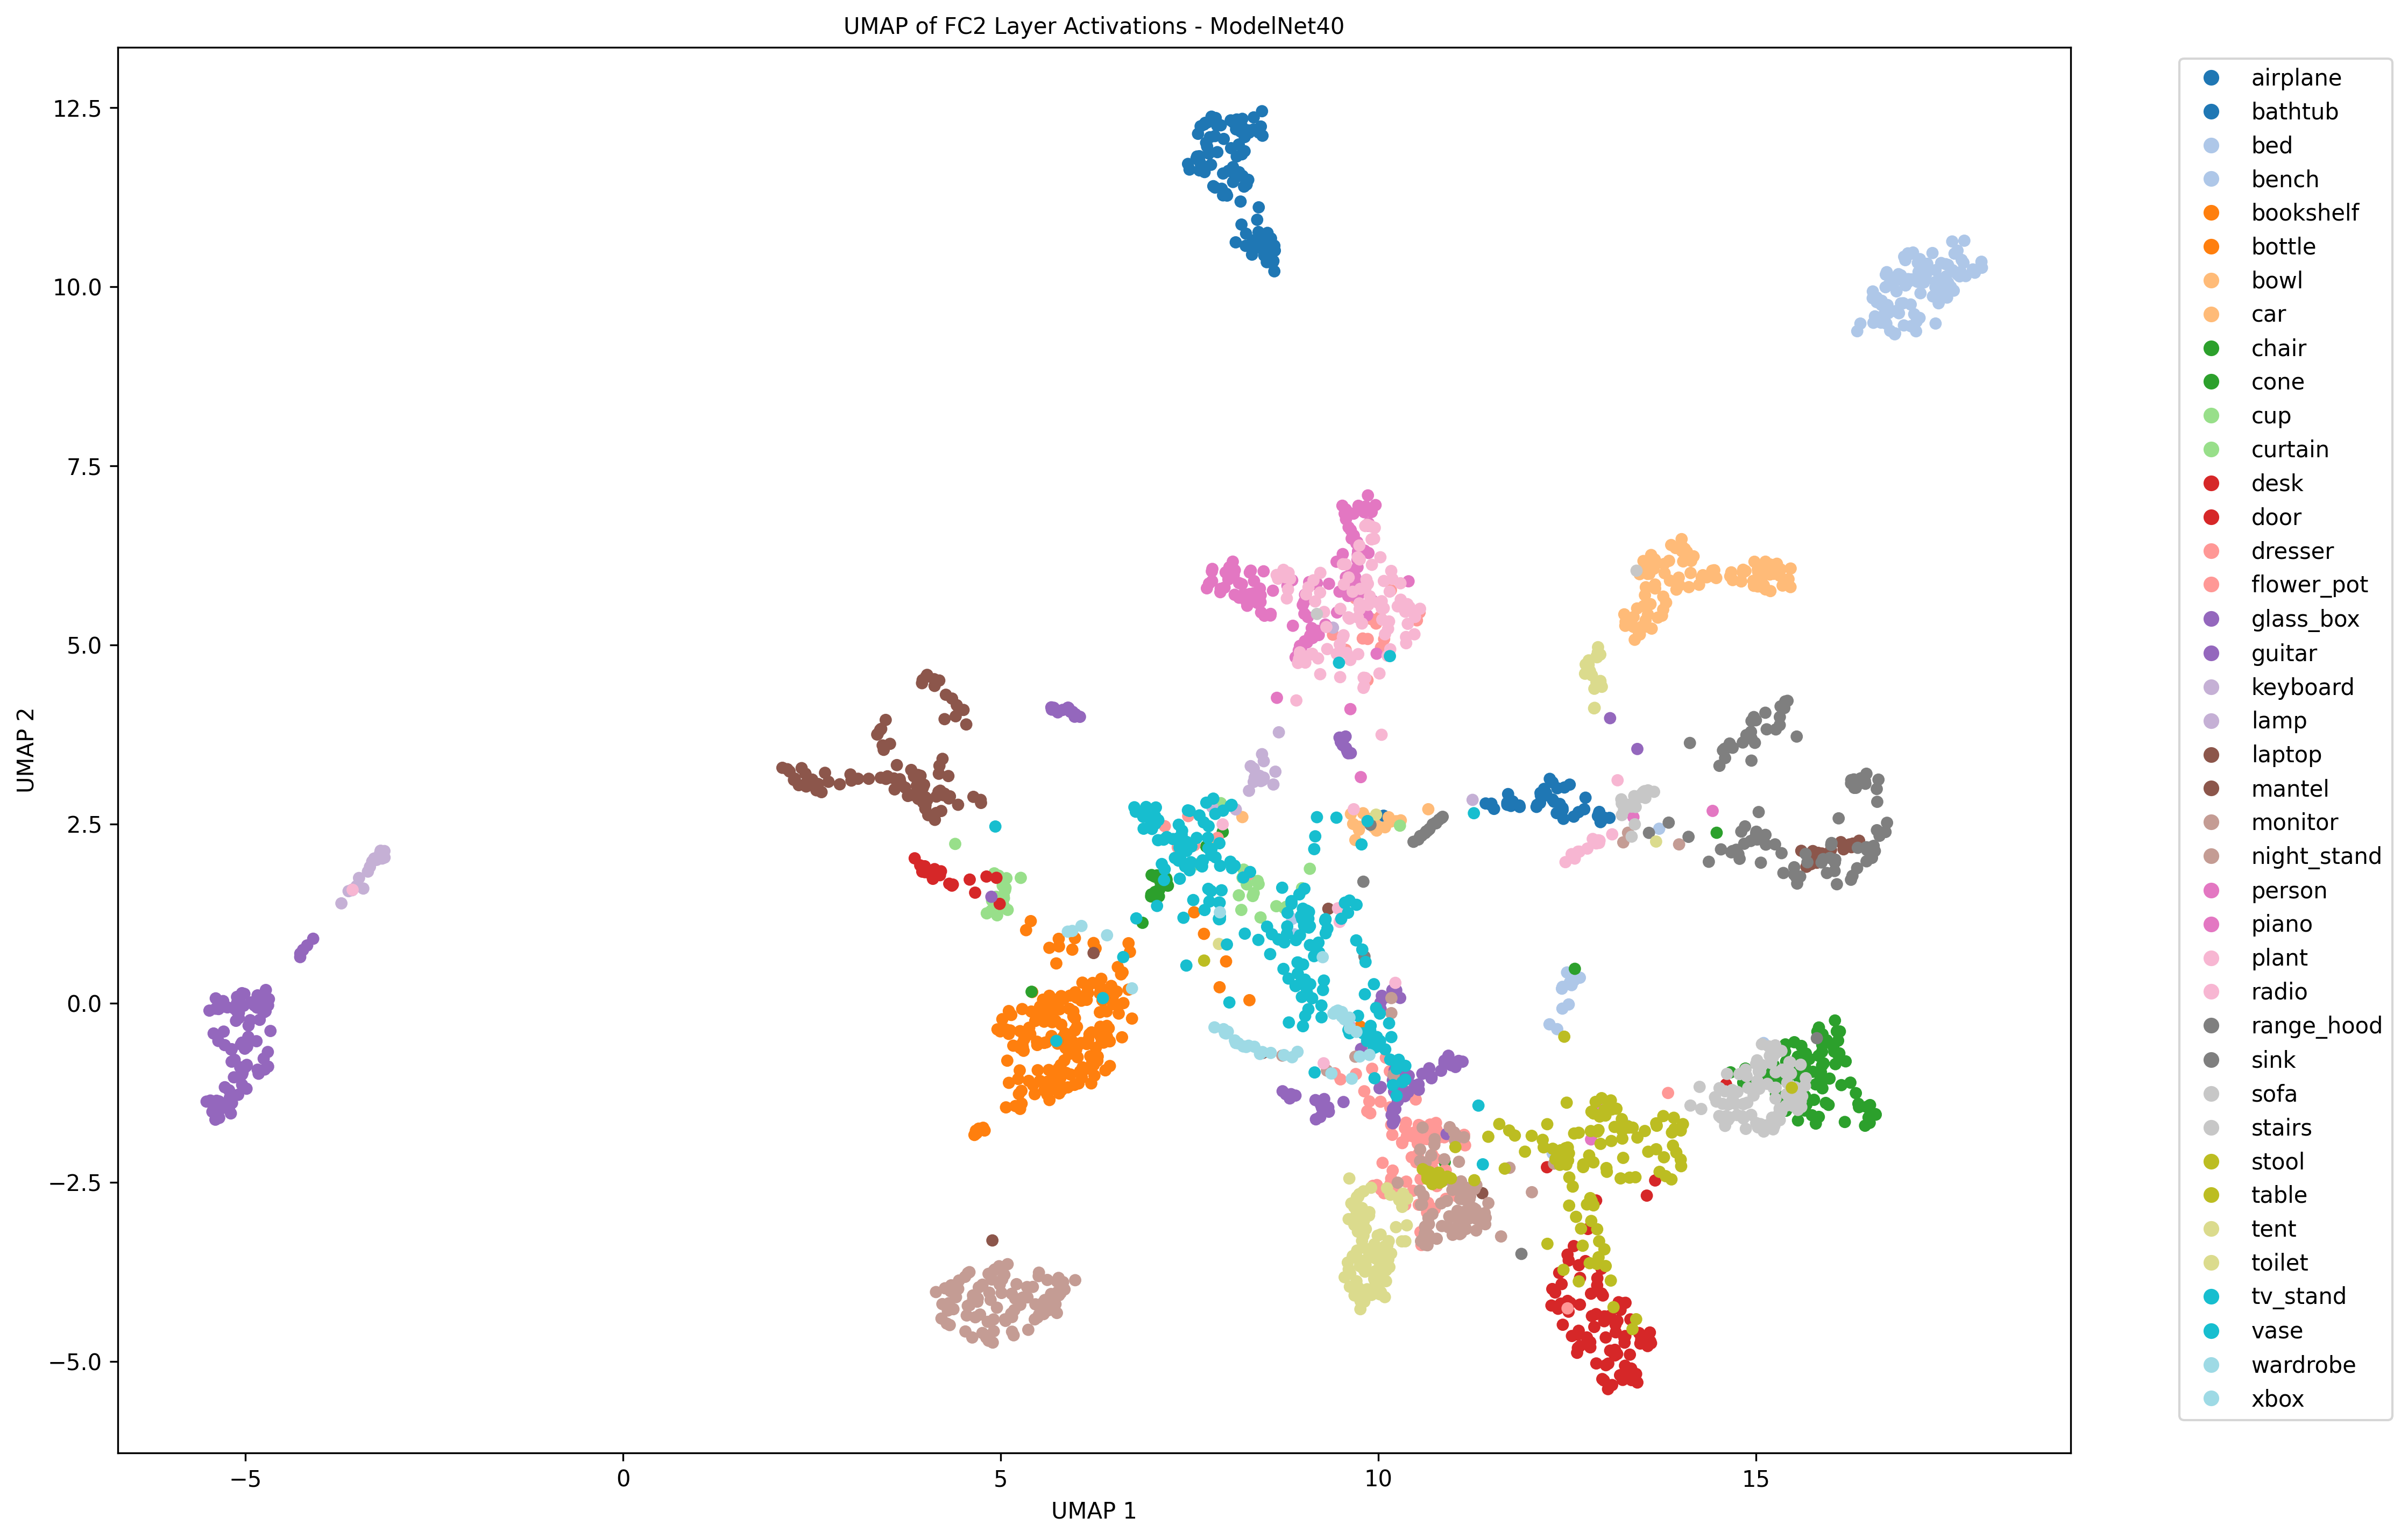 UMAP of FC2 Layer Activations - ModelNet40
12.5
10.0
7.5
5.0
2.5
0.0
−2.5
−5.0
UMAP 2
−5
0
5
10
15
UMAP 1
airplane
bathtub
bed
bench
bookshelf
bottle
bowl
car
chair
cone
cup
curtain
desk
door
dresser
flower_pot
glass_box
guitar
keyboard
lamp
laptop
mantel
monitor
night_stand
person
piano
plant
radio
range_hood
sink
sofa
stairs
stool
table
tent
toilet
tv_stand
vase
wardrobe
xbox